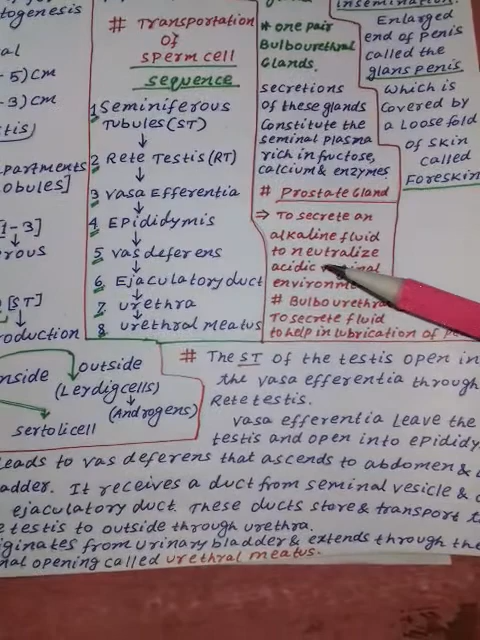 togenesis
al
- 5) cm
- 3) cm
stis
partments
obules]
[1-3]
rous
[ST]
roduction
# Transportation
Of
sperm cell
sequence
1 Seminiferous
Tubules (ST)
↓
2 Rete Testis (RT)
↓
3 Vasa Efferentia
↓
4 Epididymis
↓
5 vas deferens
↓
6 Ejaculatory duct
↓
7 urethra
↓
8 urethral meatus
# one pair
Bulbourethral
Glands.
secretions
of these glands
Constitute the
seminal plasma
rich in fructose,
calcium & enzymes
# Prostate Gland
⇒ To secrete an
alkaline fluid
to neutralize
acidic
environme
# Bulbourethra
To secrete fluid
to help in lubrication of
insemination.
Enlarged
end of penis
called the
glans penis
which is
covered by
a loose fold
of skin
called
Foreskin
nside
outside
(Leydig cells)
↓
(Androgens)
sertoli cell
# The ST of the testis open in
the vasa efferentia through
Rete testis.
vasa efferentia leave the
testis and open into epididy
leads to vas deferens that ascends to abdomen &
adder. It receives a duct from seminal vesicle &
ejaculatory duct. These ducts store & transport t
e testis to outside through urethra.
iginates from urinary bladder & extends through the
nal opening called urethral meatus.